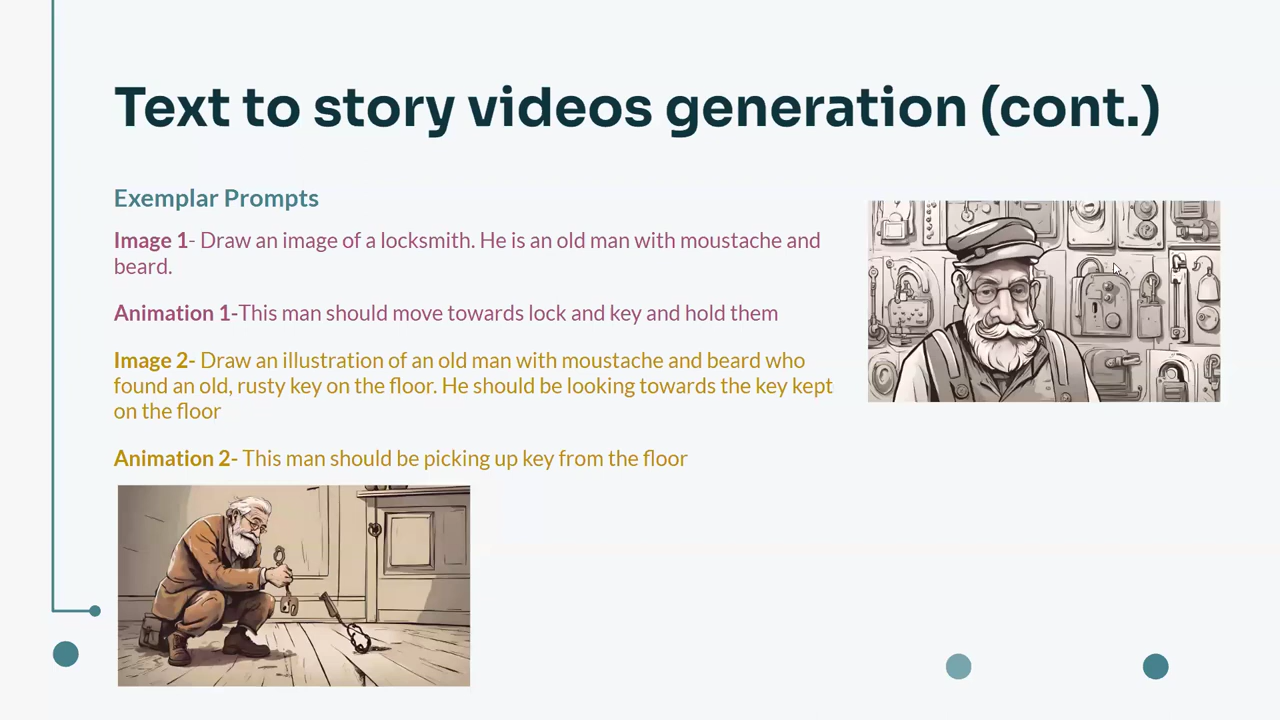 Text to story videos generation (cont.)
Exemplar Prompts
Image 1- Draw an image of a locksmith. He is an old man with moustache and
beard.
Animation 1-This man should move towards lock and key and hold them
Image 2- Draw an illustration of an old man with moustache and beard who
found an old, rusty key on the floor. He should be looking towards the key kept
on the floor
Animation 2- This man should be picking up key from the floor